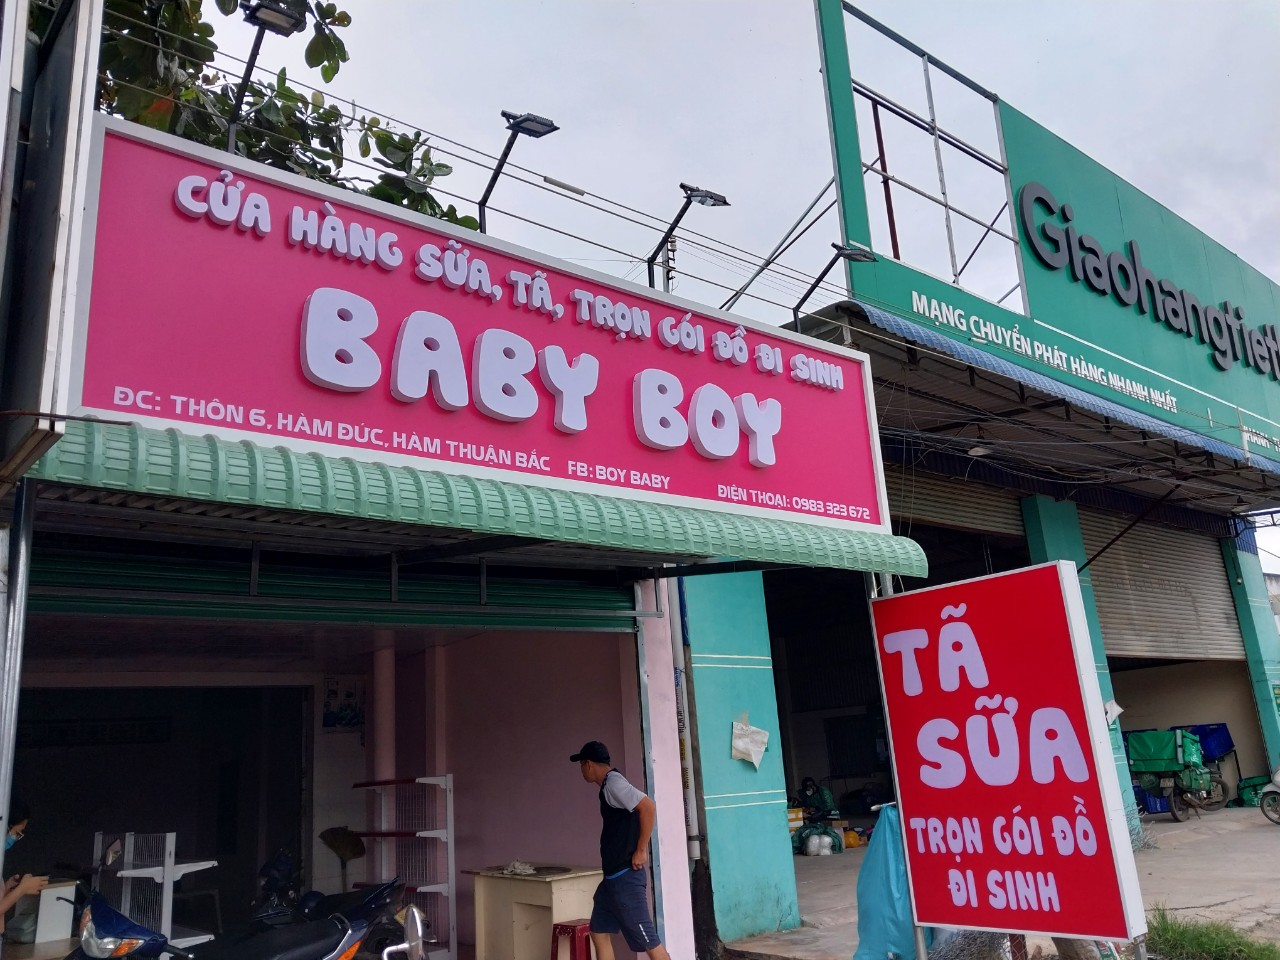 CỬA HÀNG SỮA, TÃ, TRỌN GÓI ĐỒ ĐI SINH
BABY BOY
ĐC: THÔN 6, HÀM ĐỨC, HÀM THUẬN BẮC FB: BOY BABY ĐIỆN THOẠI: 0983 323 672
Giaohangtiet
MẠNG CHUYỂN PHÁT HÀNG NHANH NHẤT
TÃ
SỮA
TRỌN GÓI ĐỒ
ĐI SINH